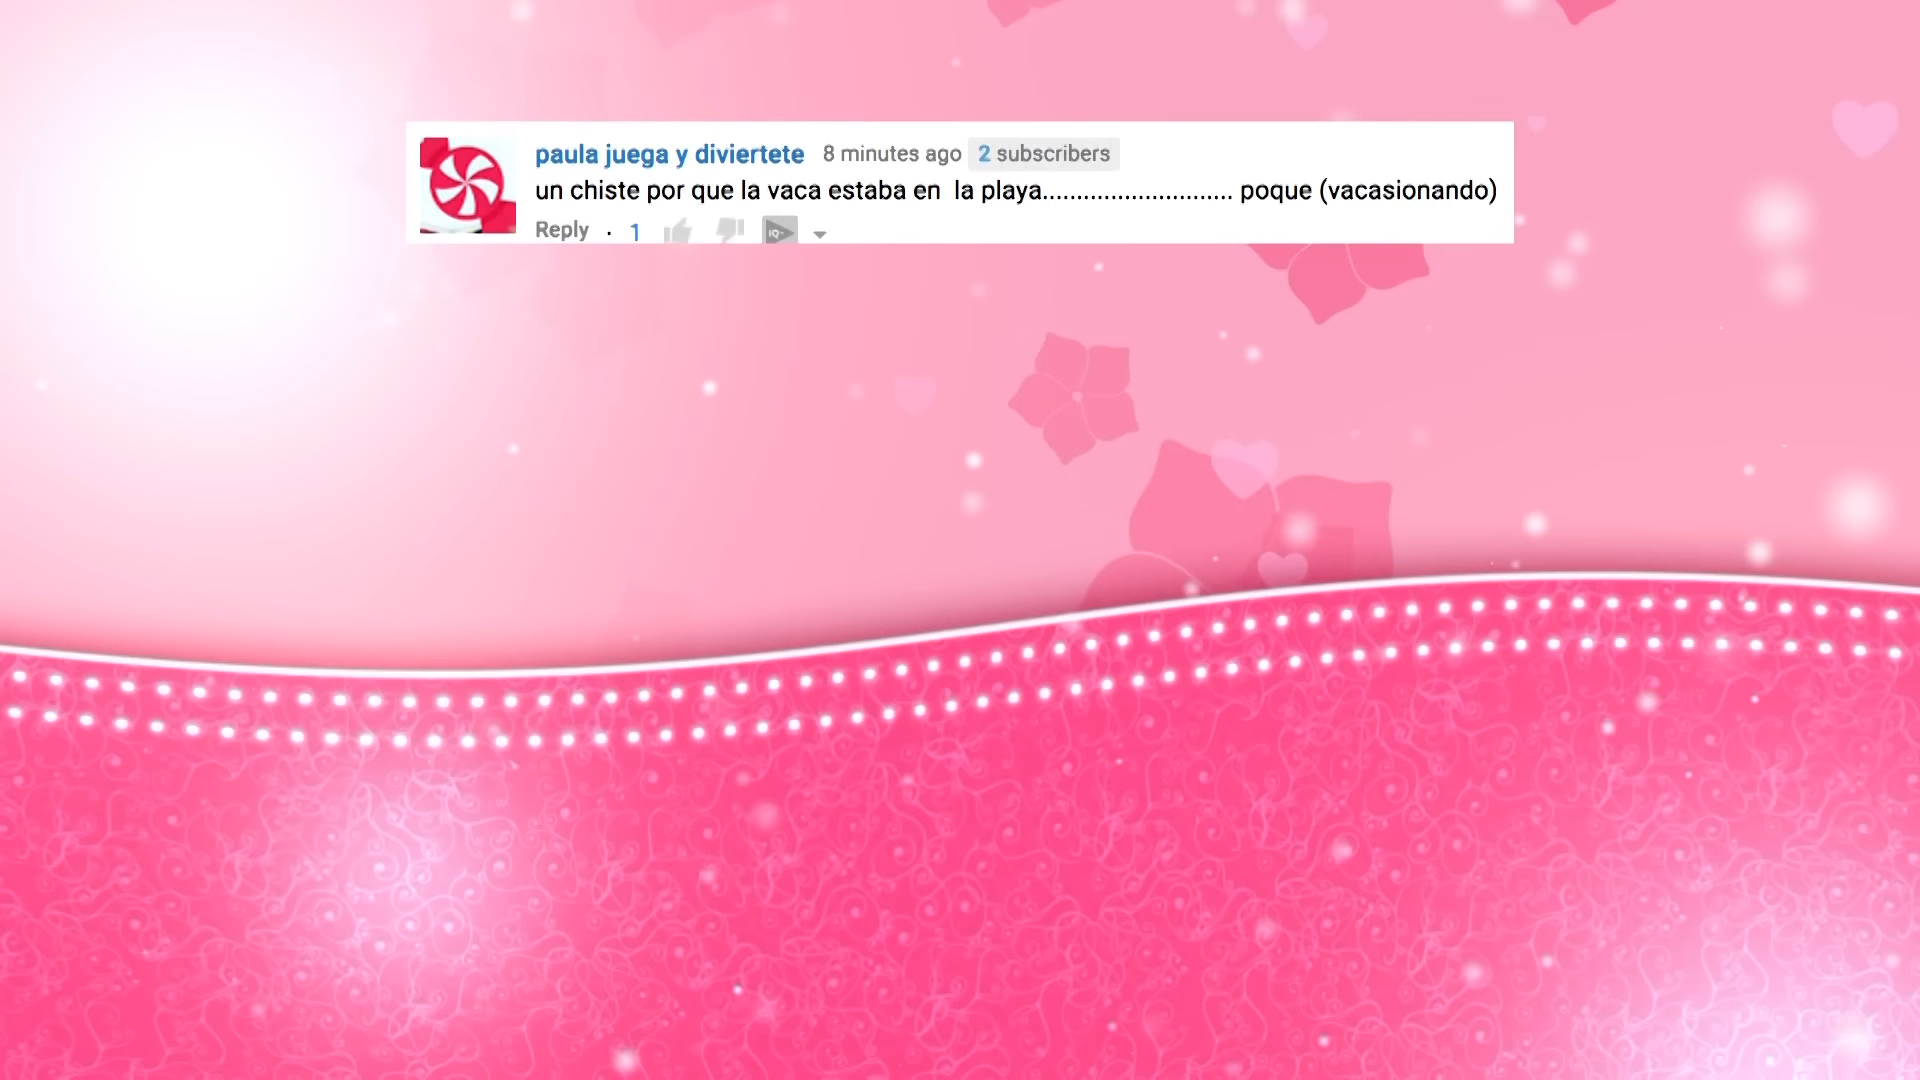 paula juega y diviertete 8 minutes ago 2 subscribers
un chiste por que la vaca estaba en  la playa............................ poque (vacasionando)
Reply · 1 IQ